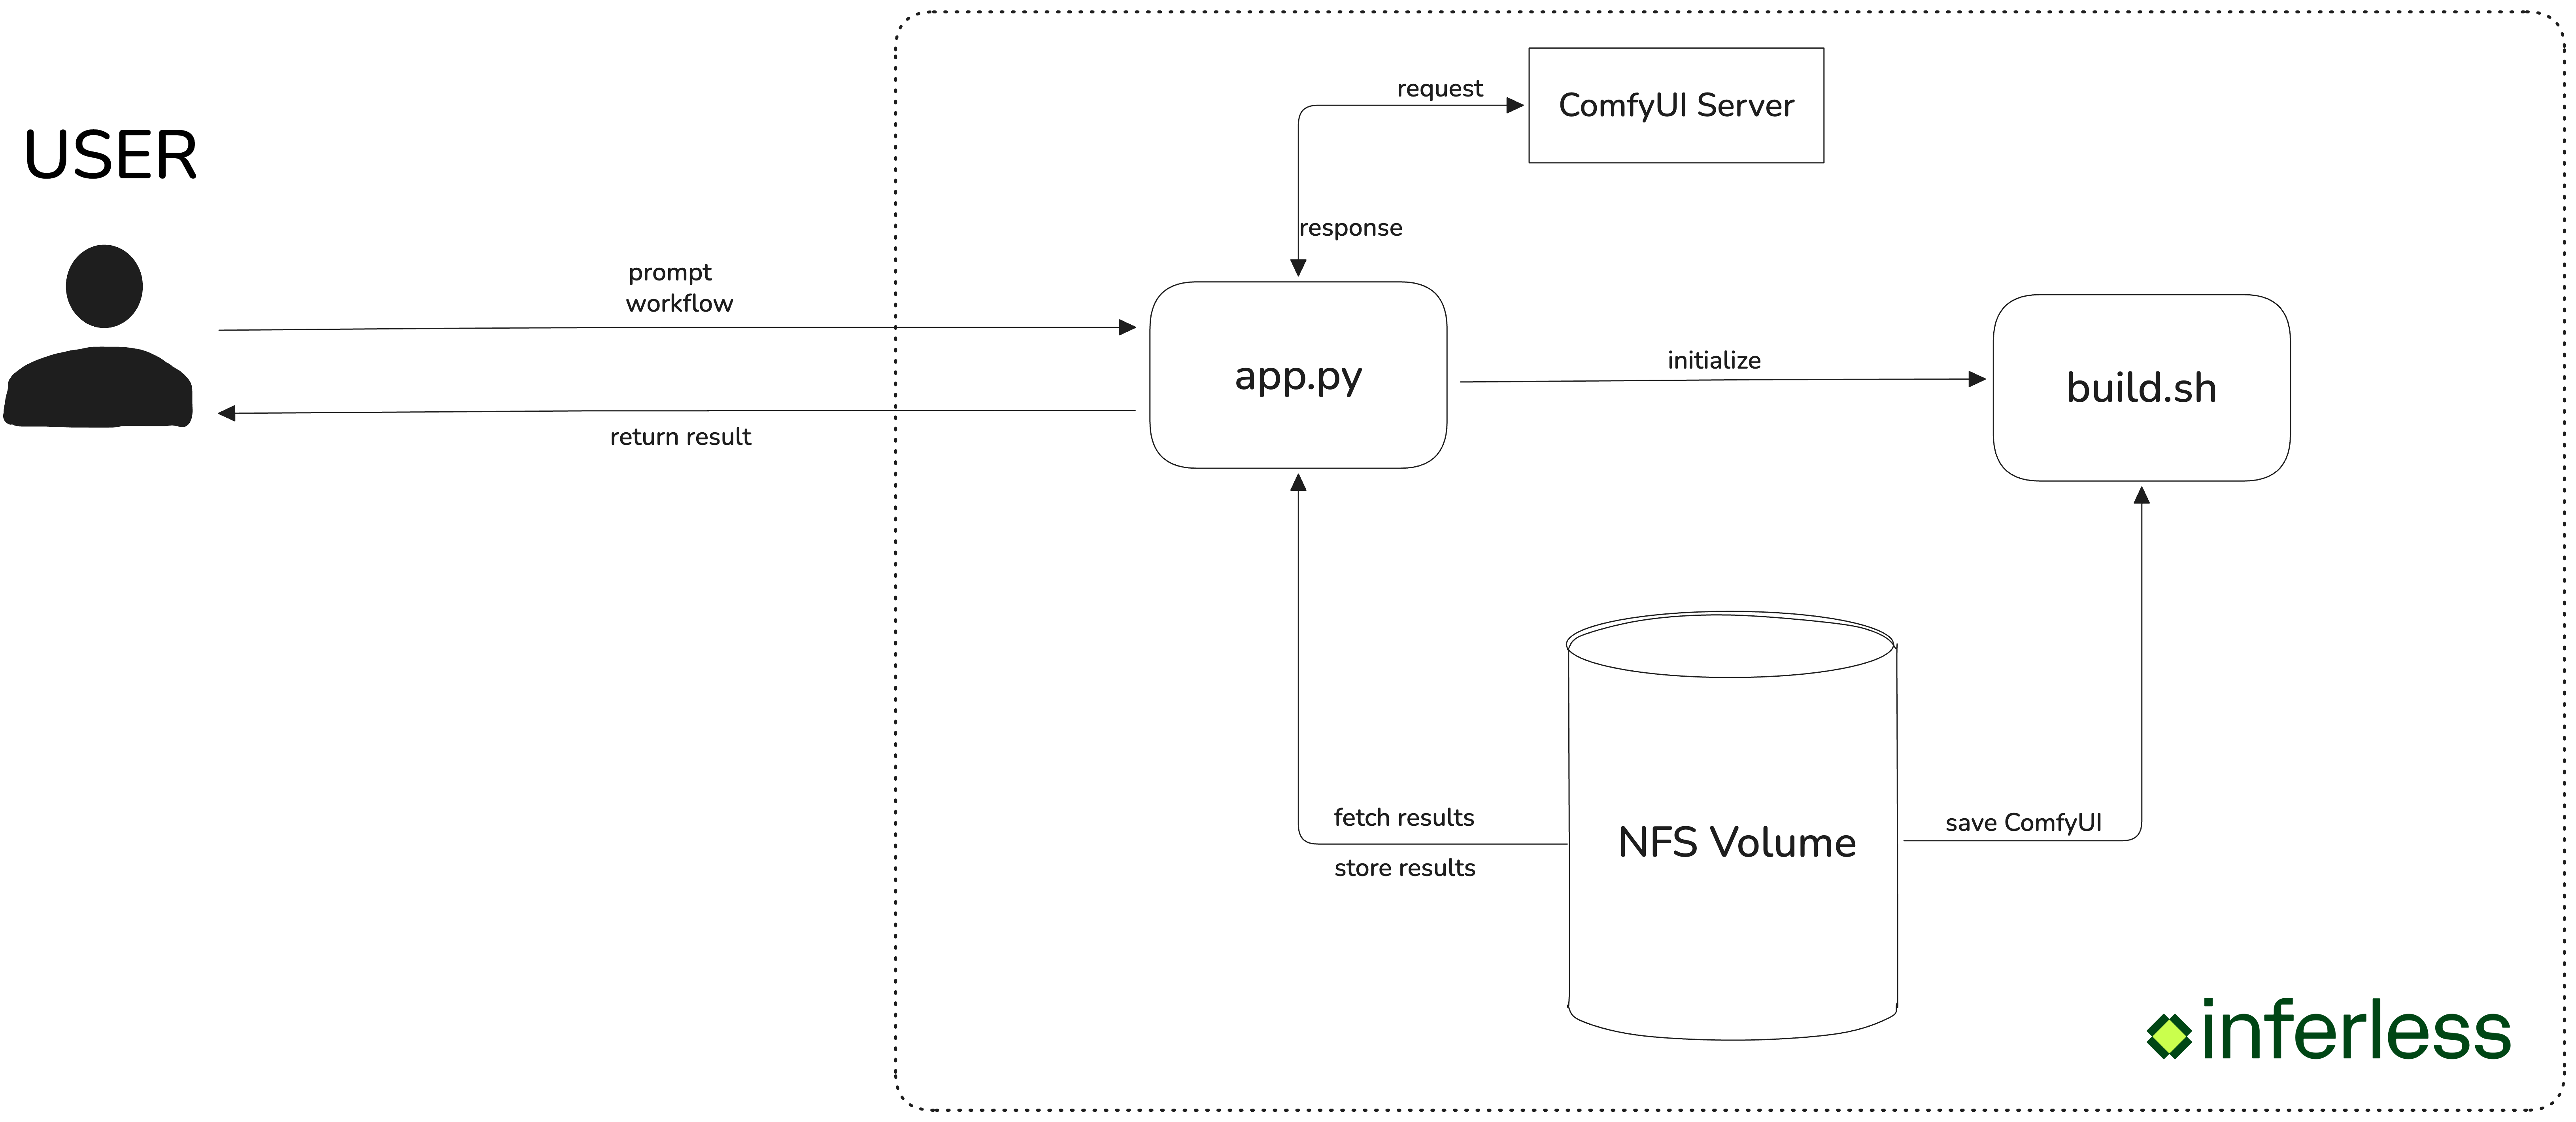 USER
prompt
workflow
return result
request
ComfyUI Server
response
app.py
initialize
build.sh
fetch results
store results
NFS Volume
save ComfyUI
inferless